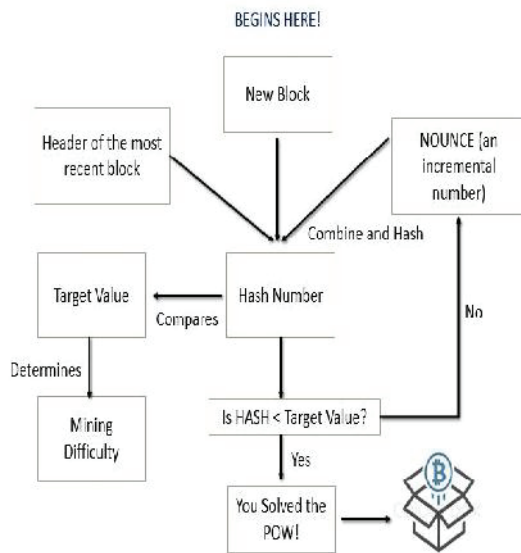 BEGINS HERE!
New Block
Header of the most
recent block
NOUNCE (an
incremental
number)
Combine and Hash
Target Value
Compares
Hash Number
No
Determines
Mining
Difficulty
Is HASH < Target Value?
Yes
You Solved the
POW!